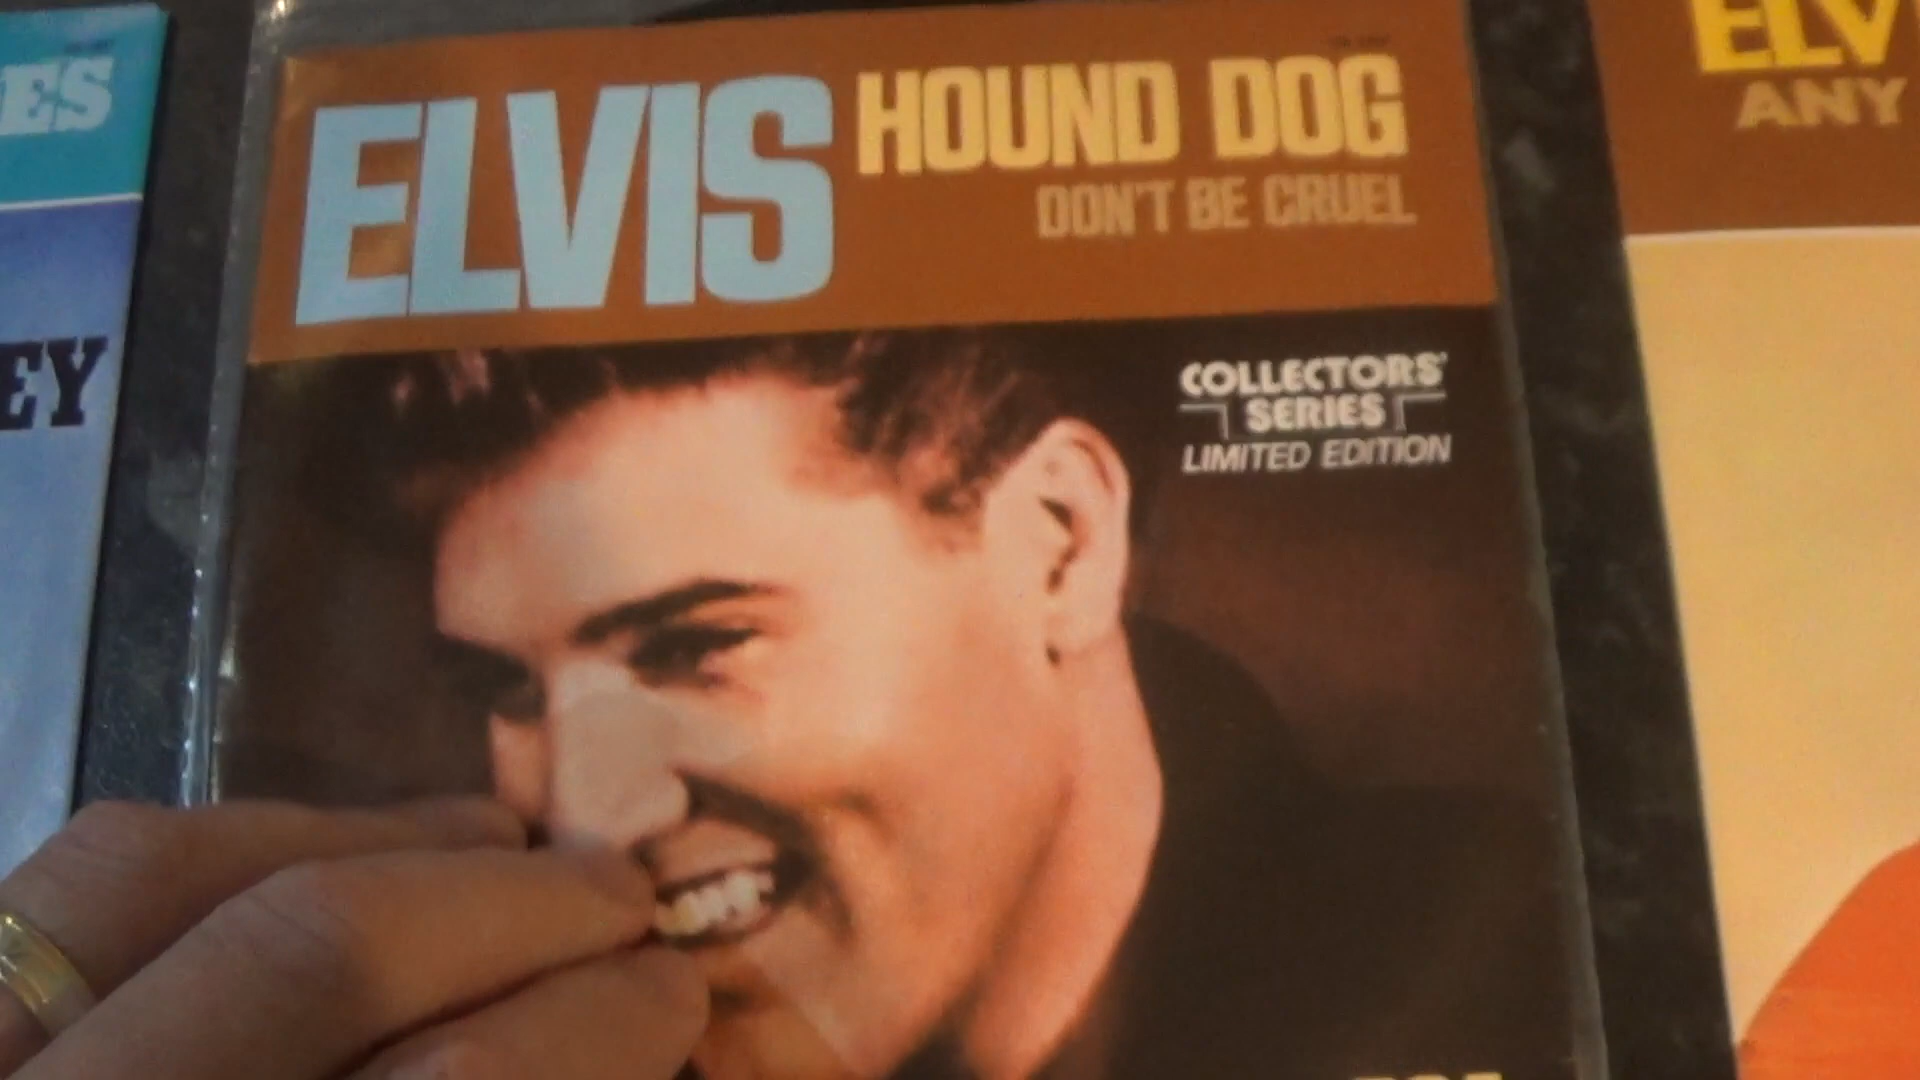 ES
EY
ELVIS
HOUND DOG
DON'T BE CRUEL
COLLECTORS'
SERIES
LIMITED EDITION
ELV
ANY